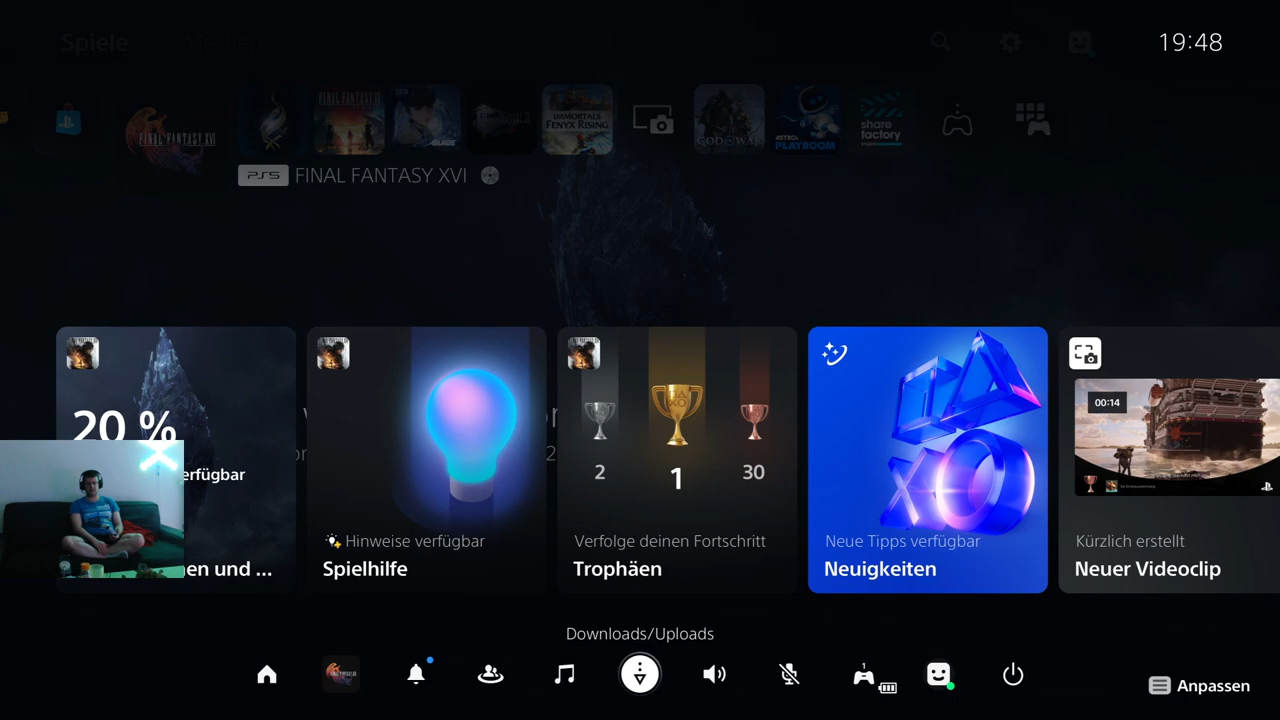 Spiele
Medien
19:48
FINAL FANTASY XVI
IMMORTALS
FENYX RISING
GOD OF WAR
ASTRO's
PLAYROOM
share
factory
PS5 FINAL FANTASY XVI
20 %
erfügbar
en und ...
Hinweise verfügbar
Spielhilfe
2
1
30
Verfolge deinen Fortschritt
Trophäen
Neue Tipps verfügbar
Neuigkeiten
00:14
Kürzlich erstellt
Neuer Videoclip
Downloads/Uploads
1
Anpassen